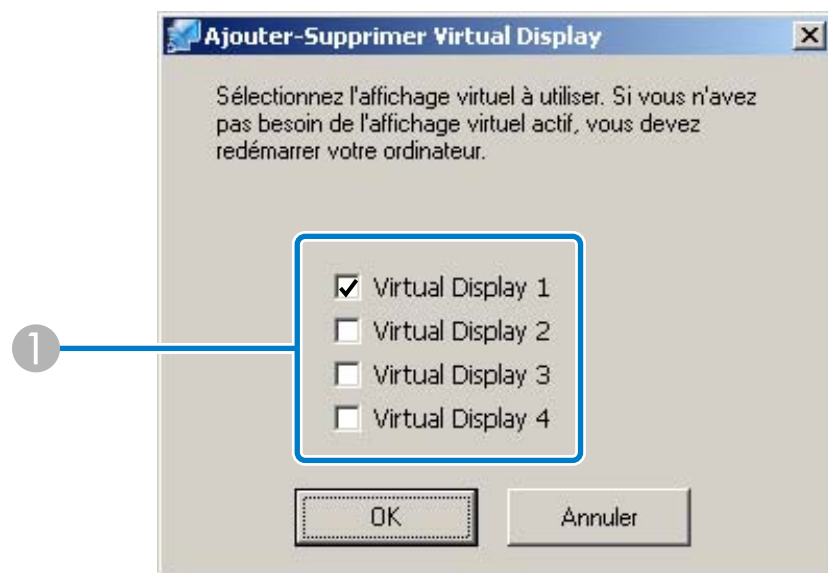 Ajouter-Supprimer Virtual Display
Sélectionnez l'affichage virtuel à utiliser. Si vous n'avez
pas besoin de l'affichage virtuel actif, vous devez
redémarrer votre ordinateur.
Virtual Display 1
Virtual Display 2
1
Virtual Display 3
Virtual Display 4
OK
Annuler